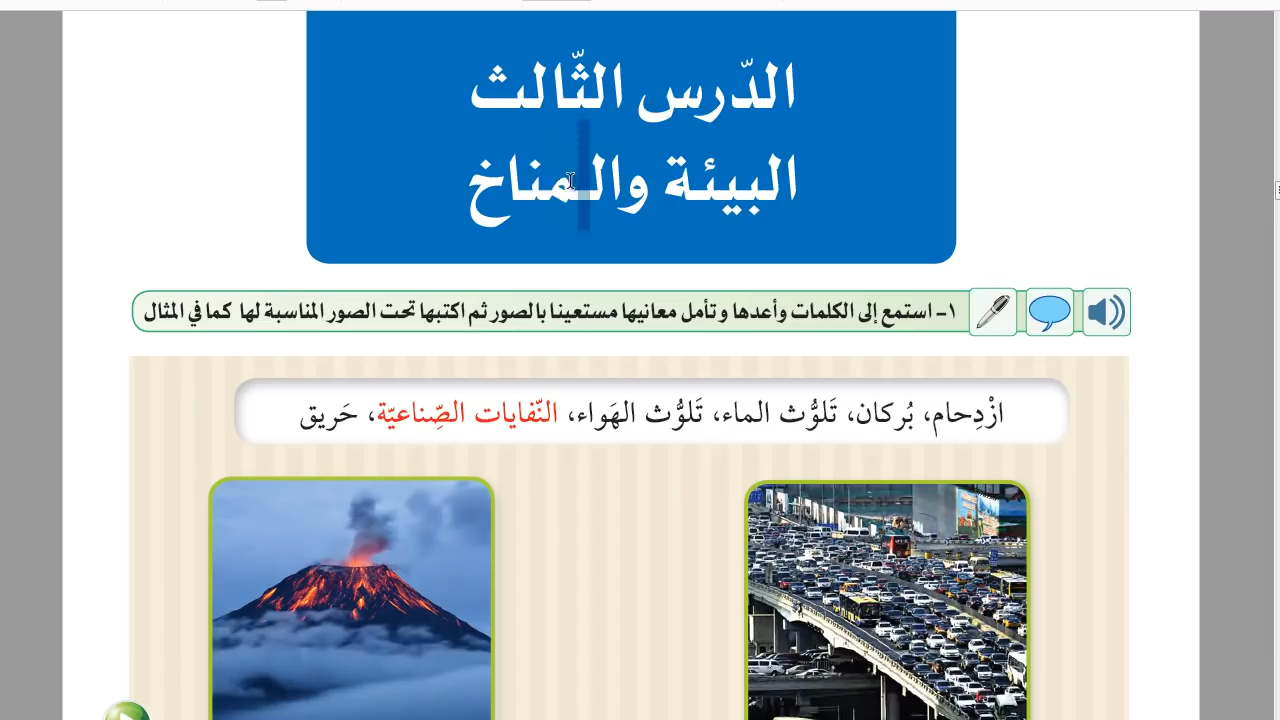 الدّرس الثّالث
البيئة والـمناخ
١- استمع إلى الكلمات وأعدها وتأمل معانيها مستعينا بالصور ثم اكتبها تحت الصور المناسبة لها كما في المثال
ازْدِحام، بُركان، تَلوُّث الماء، تَلوُّث الهَواء، النّفايات الصِّناعيّة، حَريق